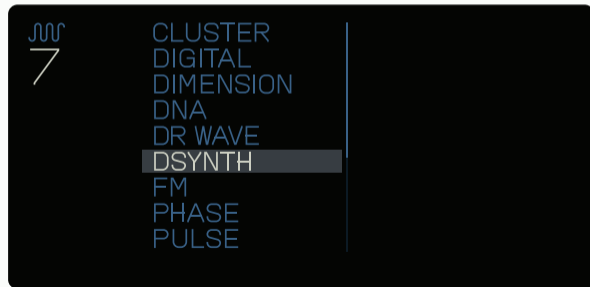 7
CLUSTER
DIGITAL
DIMENSION
DNA
DR WAVE
DSYNTH
FM
PHASE
PULSE